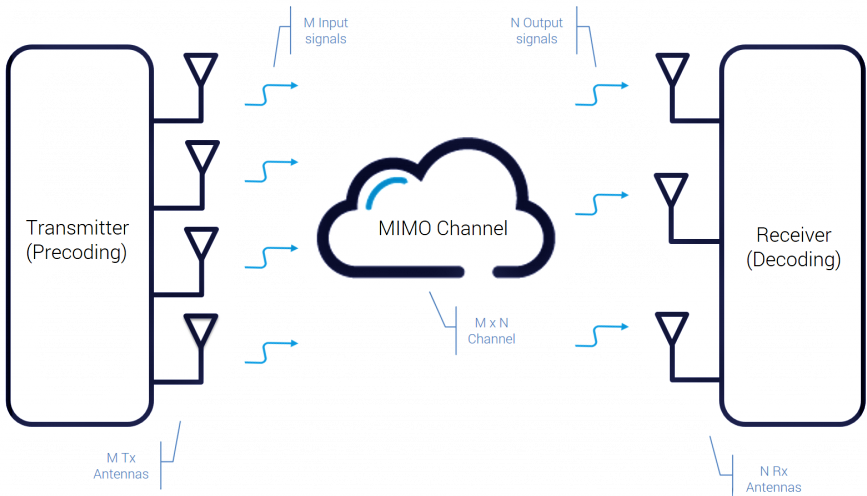 M Input
signals
N Output
signals
Transmitter
(Precoding)
MIMO Channel
Receiver
(Decoding)
M x N
Channel
M Tx
Antennas
N Rx
Antennas